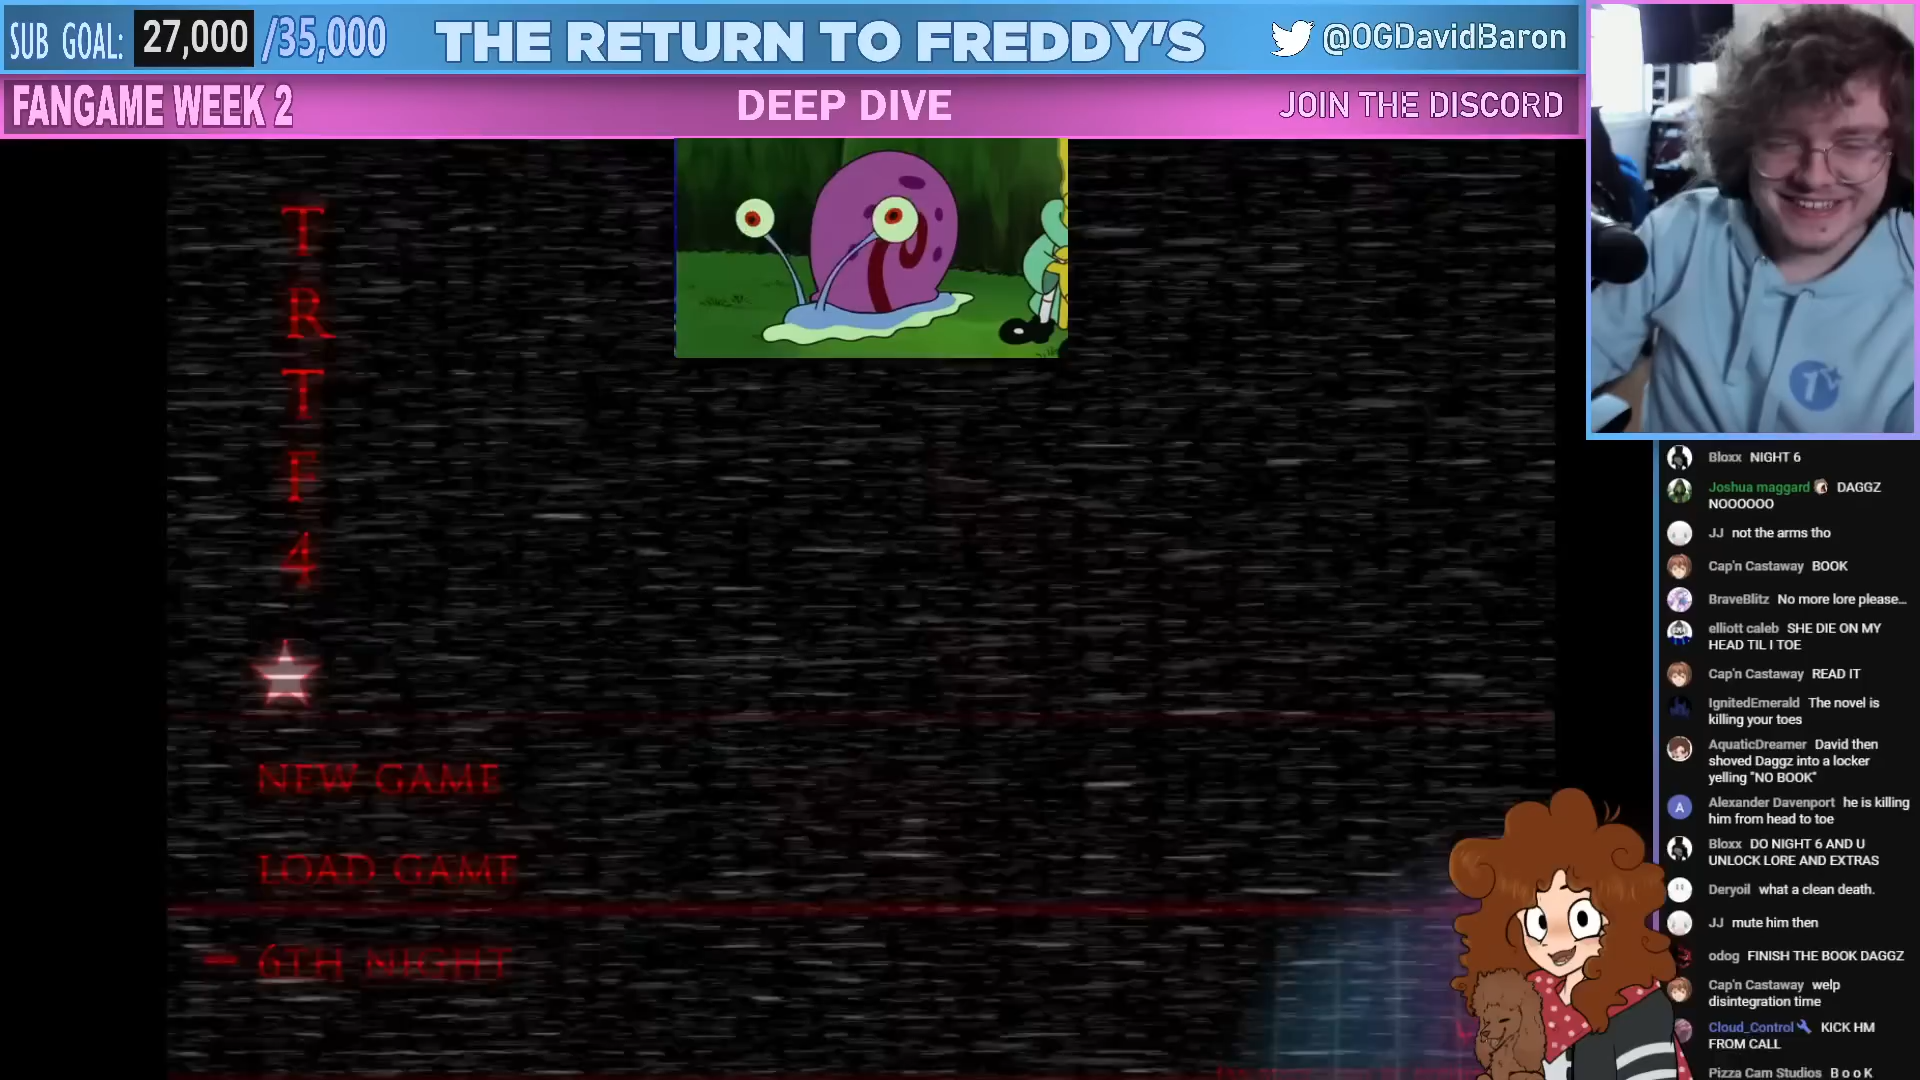 SUB GOAL: 27,000 /35,000
THE RETURN TO FREDDY'S
@OGDavidBaron
FANGAME WEEK 2
DEEP DIVE
JOIN THE DISCORD
T
R
T
F
4
NEW GAME
LOAD GAME
6TH NIGHT
Bloxx NIGHT 6
Joshua maggard DAGGZ
NOOOOOO
JJ not the arms tho
Cap'n Castaway BOOK
BraveBlitz No more lore please...
elliott caleb SHE DIE ON MY
HEAD TIL I TOE
Cap'n Castaway READ IT
IgnitedEmerald The novel is
killing your toes
AquaticDreamer David then
shoved Daggz into a locker
yelling "NO BOOK"
A
Alexander Davenport he is killing
him from head to toe
Bloxx DO NIGHT 6 AND U
UNLOCK LORE AND EXTRAS
Deryoil what a clean death.
JJ mute him then
odog FINISH THE BOOK DAGGZ
Cap'n Castaway welp
disintegration time
Cloud_Control KICK HM
FROM CALL
Pizza Cam Studios B o o K